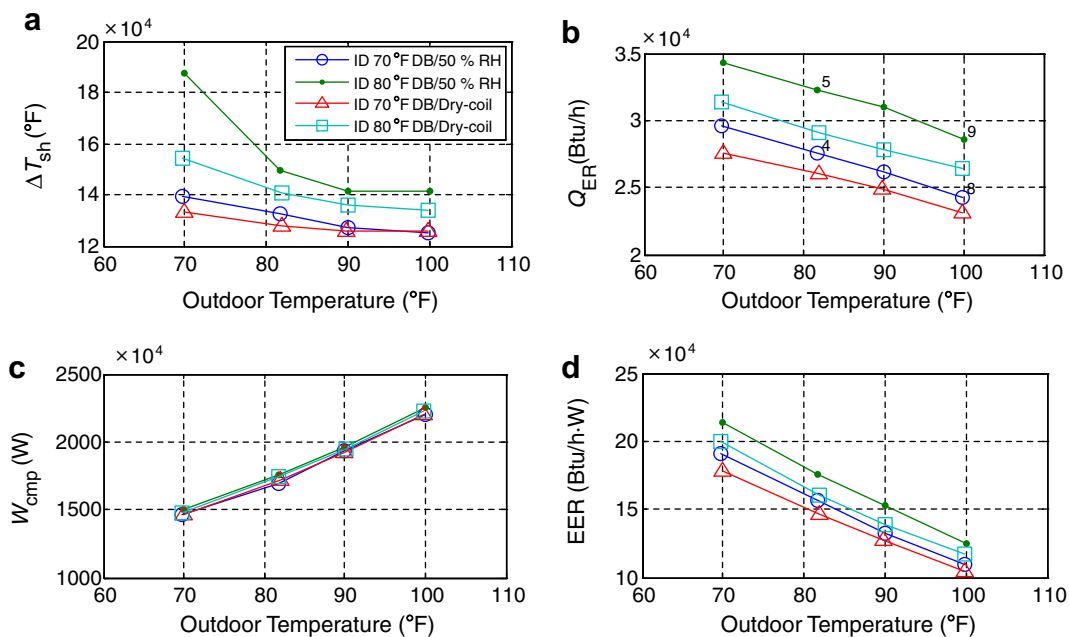 a
×10⁴
20
18
16
14
12
ΔT_sh (°F)
60 70 80 90 100 110
Outdoor Temperature (°F)
ID 70 °F DB/50 % RH
ID 80 °F DB/50 % RH
ID 70 °F DB/Dry-coil
ID 80 °F DB/Dry-coil
b
×10⁴
3.5
3
2.5
2
Q_ER (Btu/h)
5
9
4
8
60 70 80 90 100 110
Outdoor Temperature (°F)
c
×10⁴
2500
2000
1500
1000
W_cmp (W)
60 70 80 90 100 110
Outdoor Temperature (°F)
d
×10⁴
20
25
15
10
EER (Btu/h·W)
60 70 80 90 100 110
Outdoor Temperature (°F)